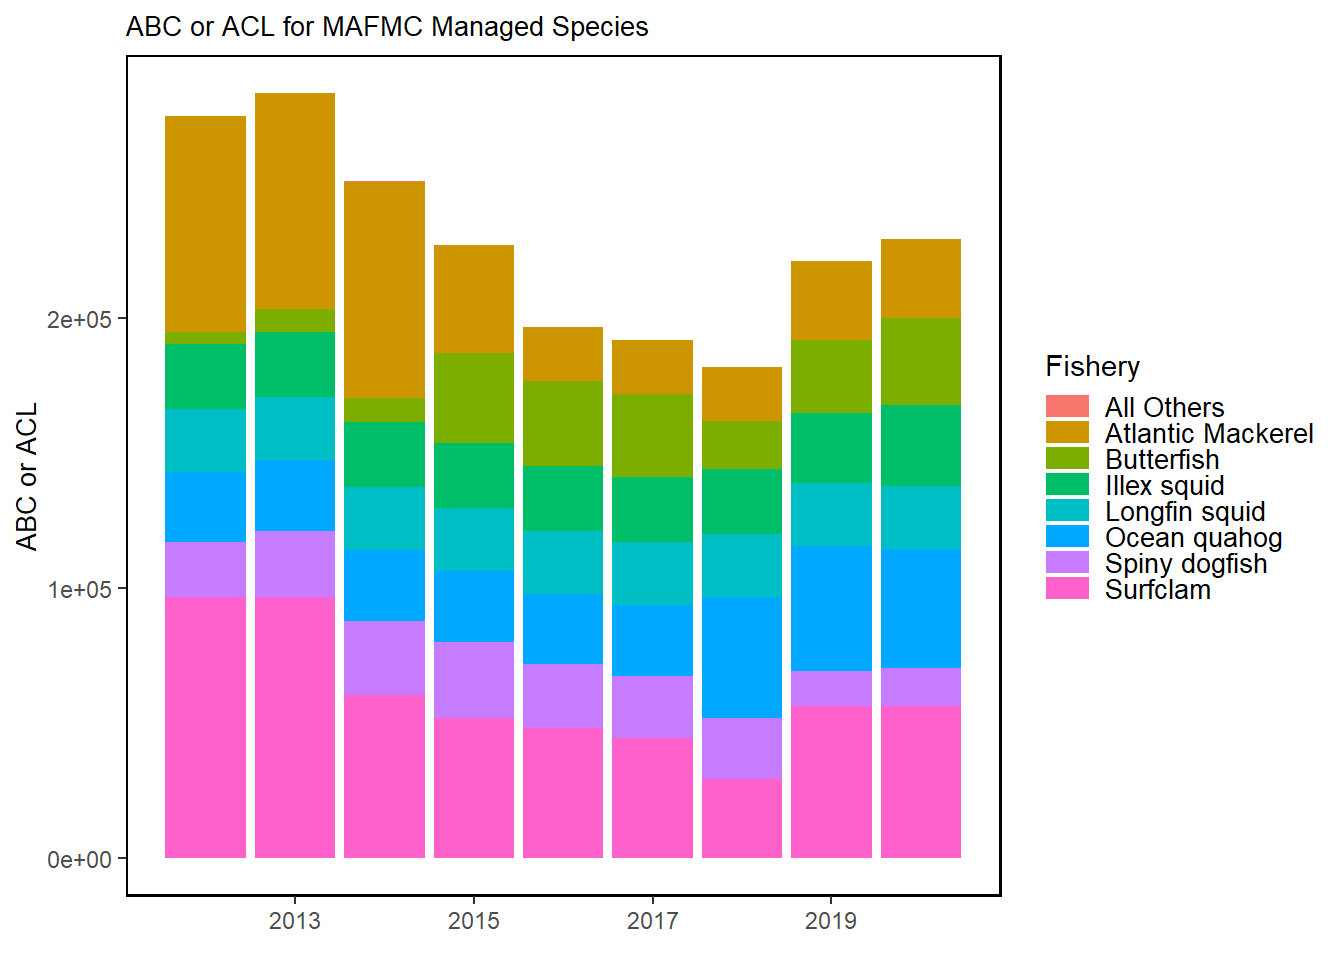 ABC or ACL for MAFMC Managed Species
ABC or ACL
2e+05
1e+05
0e+00
2013
2015
2017
2019
Fishery
All Others
Atlantic Mackerel
Butterfish
Illex squid
Longfin squid
Ocean quahog
Spiny dogfish
Surfclam